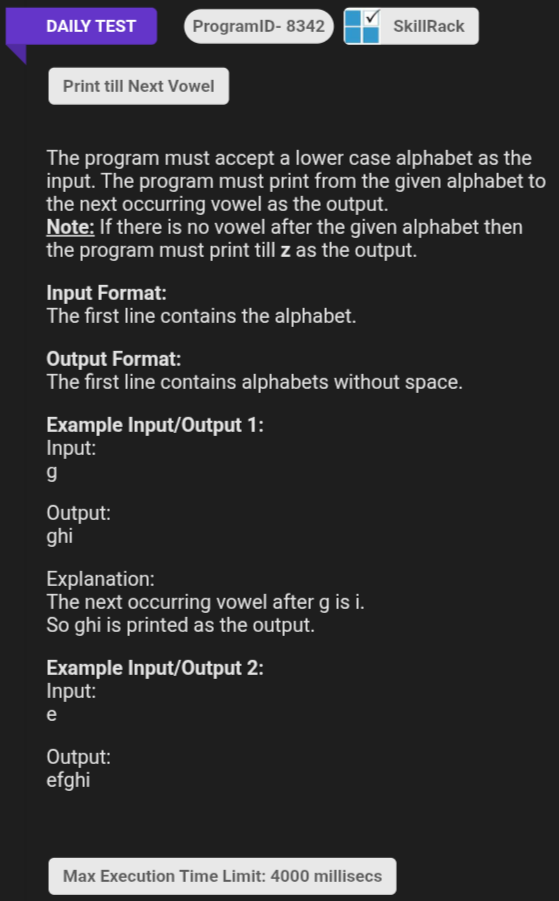 DAILY TEST
ProgramID- 8342
SkillRack
Print till Next Vowel
The program must accept a lower case alphabet as the
input. The program must print from the given alphabet to
the next occurring vowel as the output.
Note: If there is no vowel after the given alphabet then
the program must print till z as the output.
Input Format:
The first line contains the alphabet.
Output Format:
The first line contains alphabets without space.
Example Input/Output 1:
Input:
g
Output:
ghi
Explanation:
The next occurring vowel after g is i.
So ghi is printed as the output.
Example Input/Output 2:
Input:
e
Output:
efghi
Max Execution Time Limit: 4000 millisecs